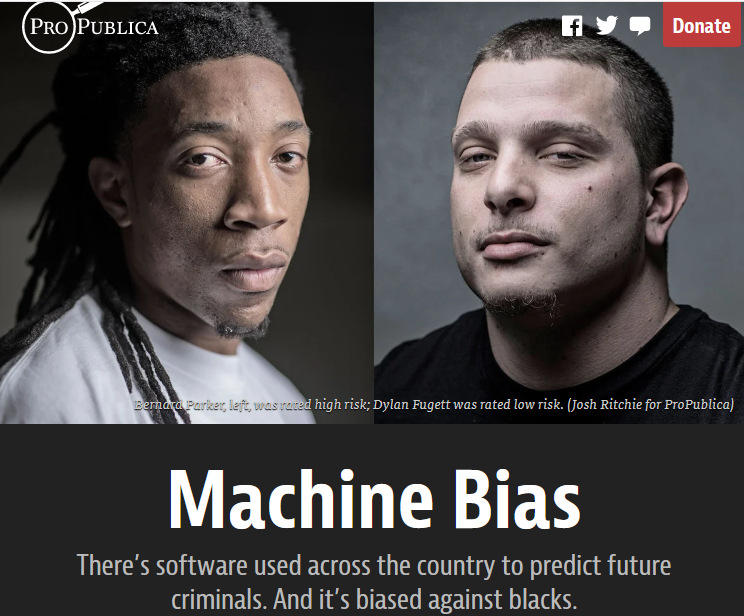 PROPUBLICA
Donate
Bernard Parker, left, was rated high risk; Dylan Fugett was rated low risk. (Josh Ritchie for ProPublica)
Machine Bias
There’s software used across the country to predict future
criminals. And it’s biased against blacks.